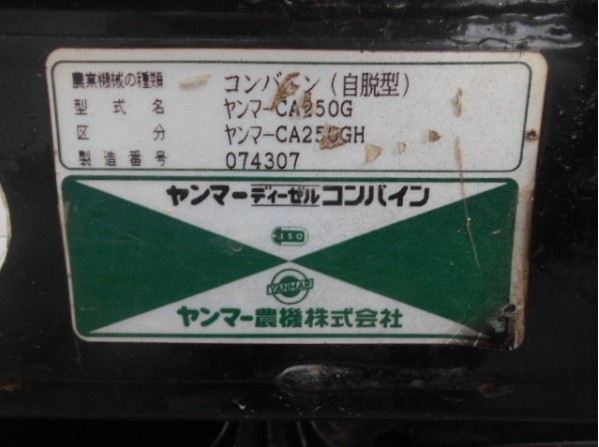 農業機械の種類 コンバイン(自脱型)
型式名 ヤンマーCA250G
区分 ヤンマーCA250GH
製造番号 074307
ヤンマーディーゼルコンバイン
ISO
YANMAR
ヤンマー農機株式会社